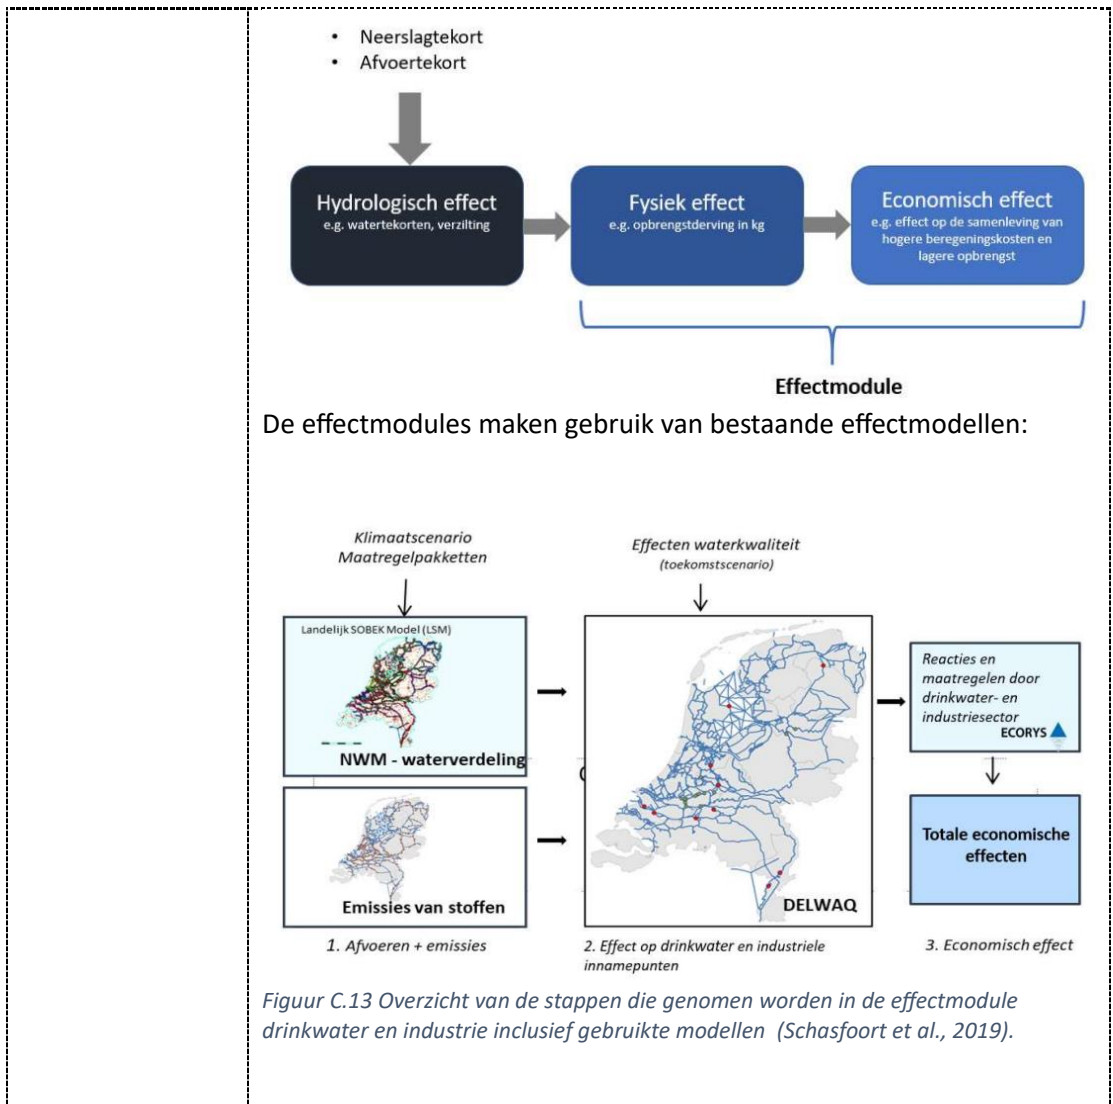 • Neerslagtekort
• Afvoertekort
Hydrologisch effect
e.g. watertekorten, verzilting
Fysiek effect
e.g. opbrengstderving in kg
Economisch effect
e.g. effect op de samenleving van
hogere beregeningskosten en
lagere opbrengst
Effectmodule
De effectmodules maken gebruik van bestaande effectmodellen:
Klimaatscenario
Maatregelpakketten
Effecten waterkwaliteit
(toekomstscenario)
Landelijk SOBEK Model (LSM)
NWM - waterverdeling
Emissies van stoffen
DELWAQ
Reacties en
maatregelen door
drinkwater- en
industriesector
ECORYS
Totale economische
effecten
1. Afvoeren + emissies
2. Effect op drinkwater en industriele
innamepunten
3. Economisch effect
Figuur C.13 Overzicht van de stappen die genomen worden in de effectmodule
drinkwater en industrie inclusief gebruikte modellen (Schasfoort et al., 2019).